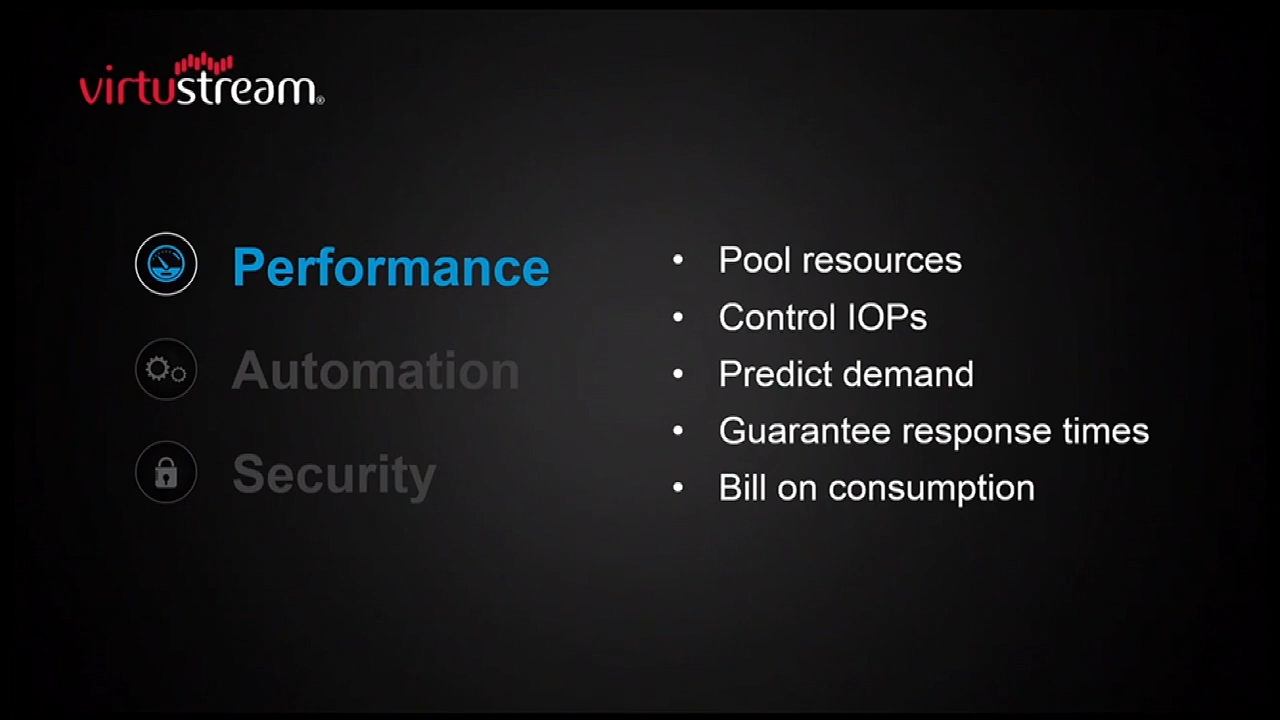 virtustream®
Performance
Automation
Security
• Pool resources
• Control IOPs
• Predict demand
• Guarantee response times
• Bill on consumption